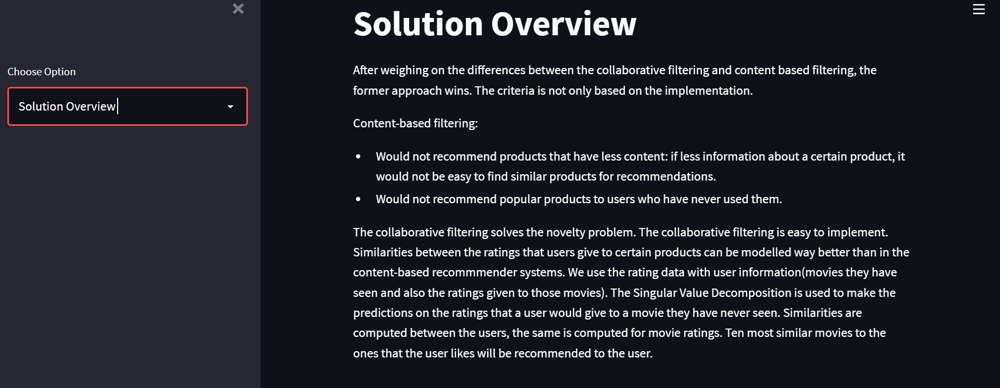 Choose Option
Solution Overview
Solution Overview
After weighing on the differences between the collaborative filtering and content based filtering, the
former approach wins. The criteria is not only based on the implementation.
Content-based filtering:
• Would not recommend products that have less content: if less information about a certain product, it
would not be easy to find similar products for recommendations.
• Would not recommend popular products to users who have never used them.
The collaborative filtering solves the novelty problem. The collaborative filtering is easy to implement.
Similarities between the ratings that users give to certain products can be modelled way better than in the
content-based recommmender systems. We use the rating data with user information(movies they have
seen and also the ratings given to those movies). The Singular Value Decomposition is used to make the
predictions on the ratings that a user would give to a movie they have never seen. Similarities are
computed between the users, the same is computed for movie ratings. Ten most similar movies to the
ones that the user likes will be recommended to the user.